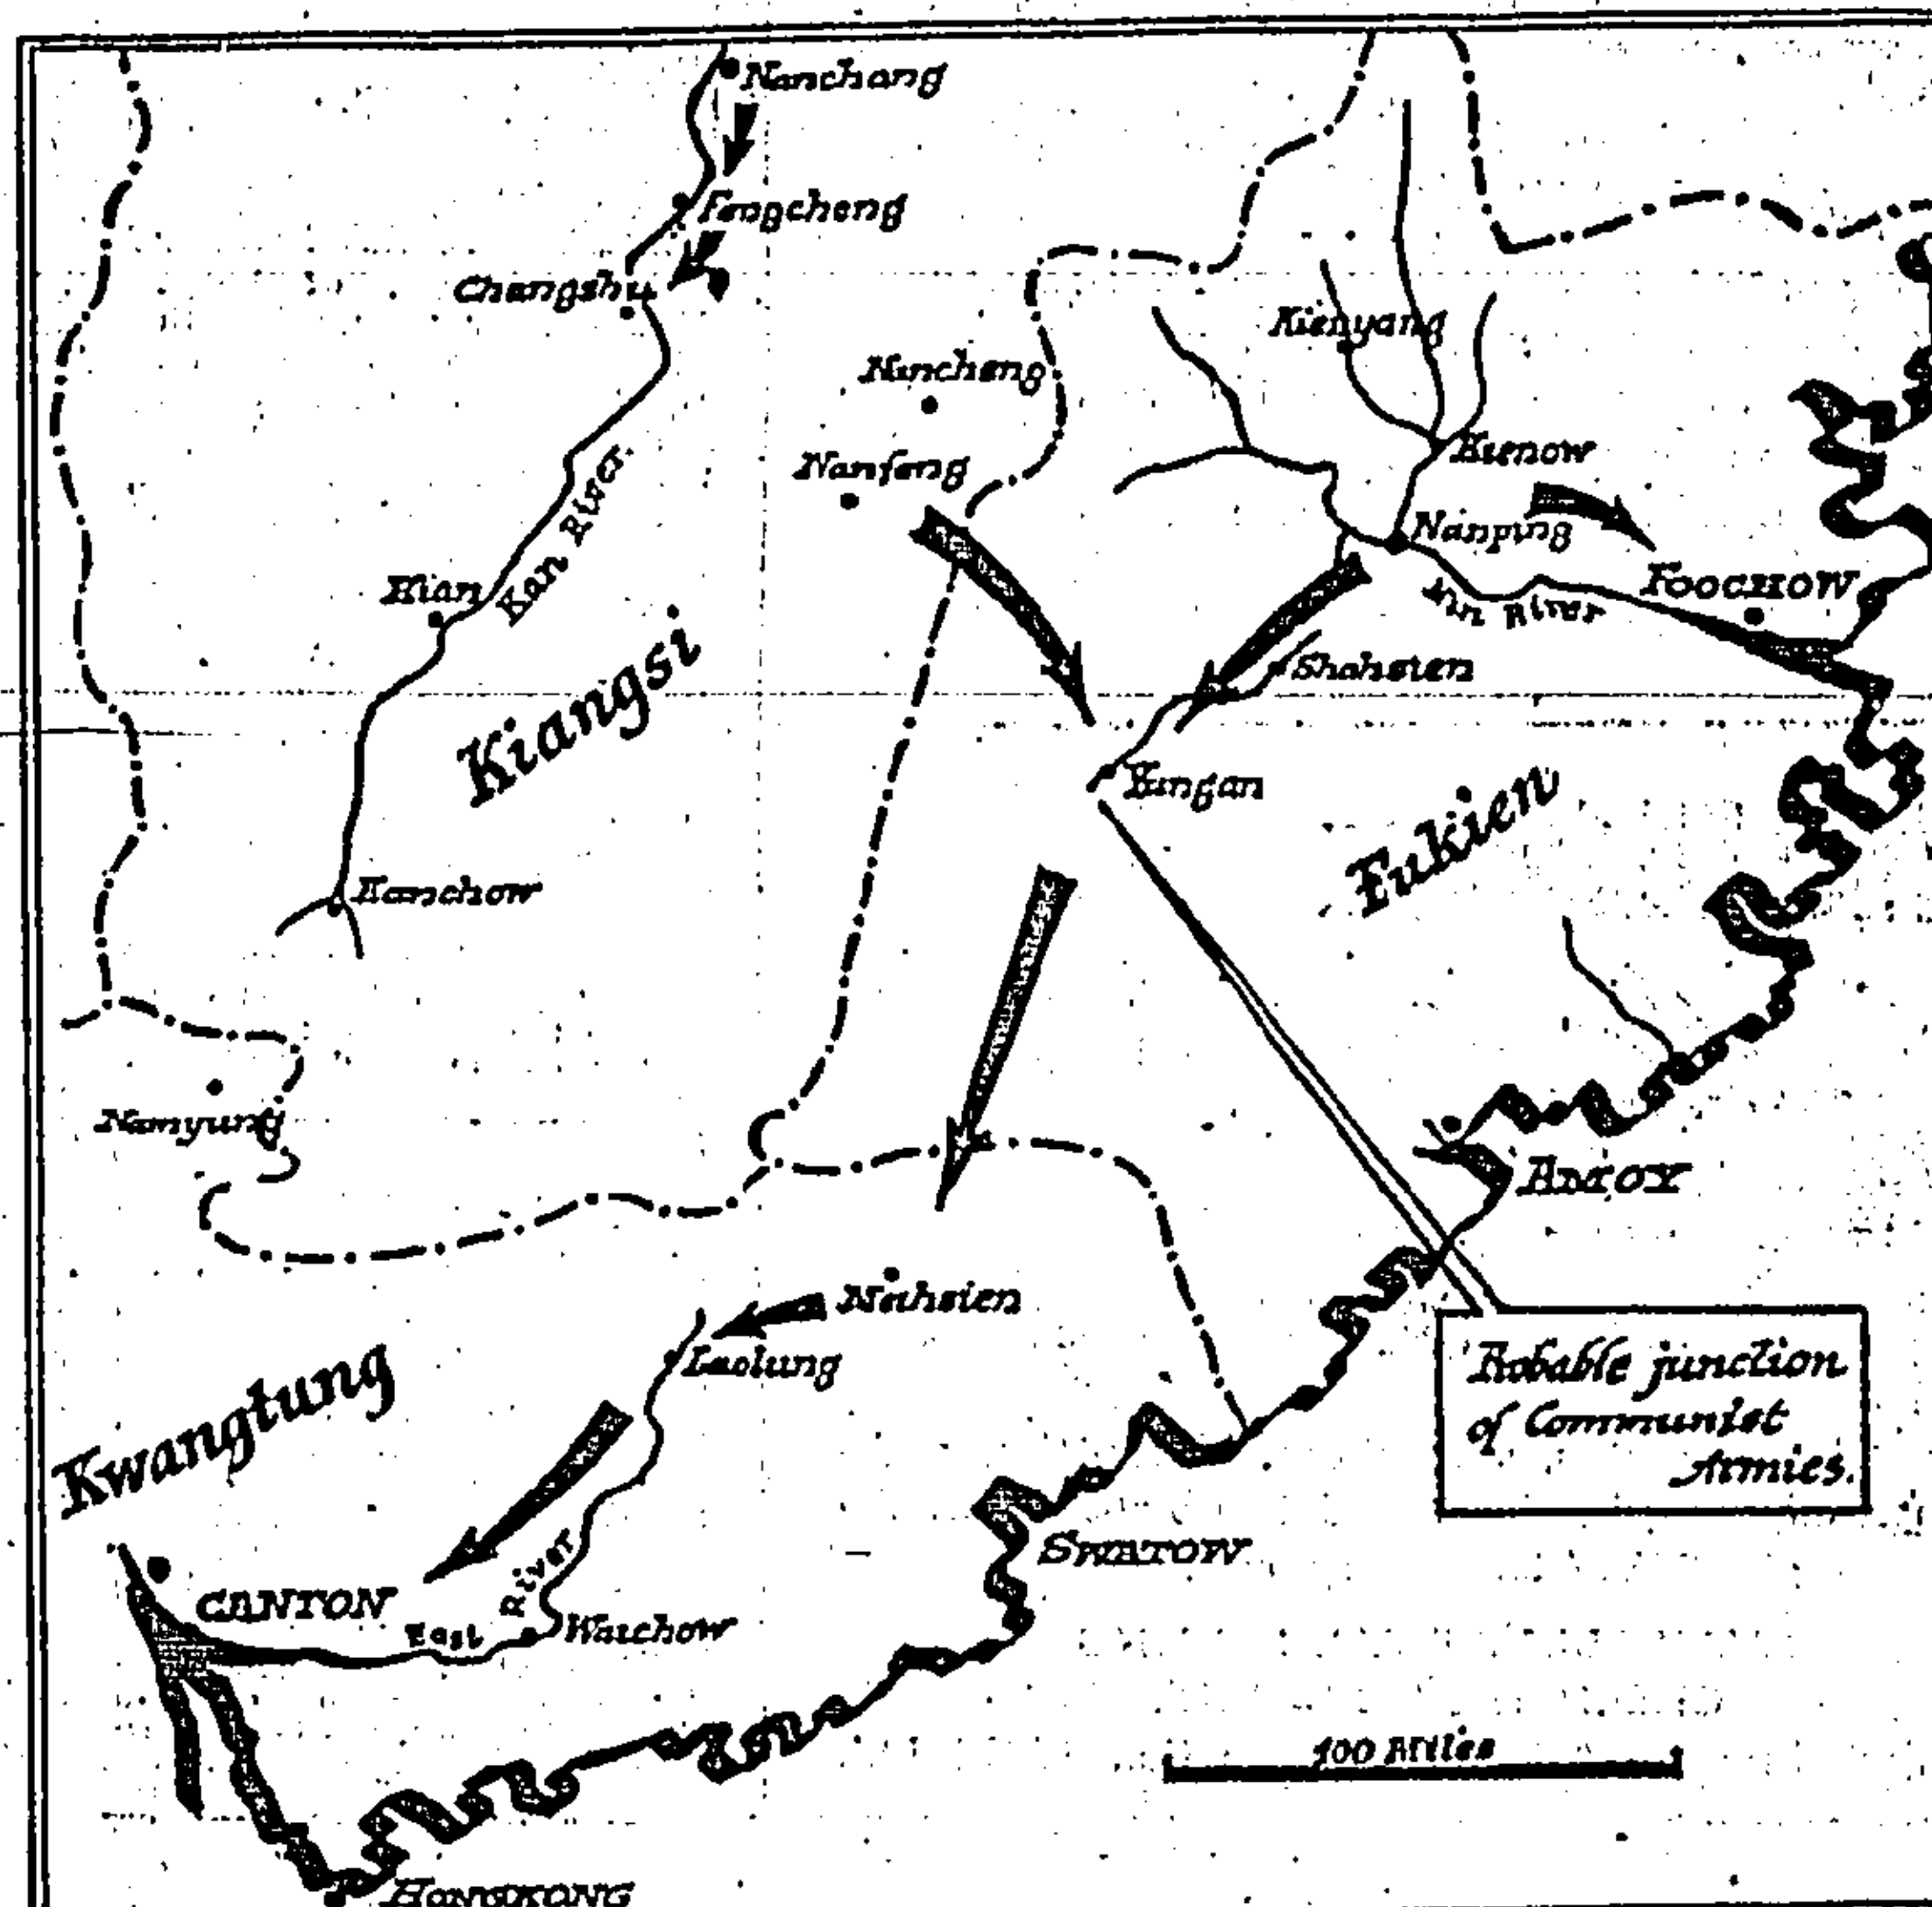 Nanchang
Fengcheng
Changshu
Kienyang
Nancheng
Kienow
Nanfeng
Nanping
Kan River
FOOCHOW
Kian
Min River
Shahsien
Kiangsi
Yungan
Fukien
Kanchow
Namyung
AMOY
Meihsien
Probable junction
of Communist
Armies.
Laolung
Kwangtung
SWATOW
CANTON
East River
Waichow
100 Miles
HONGKONG